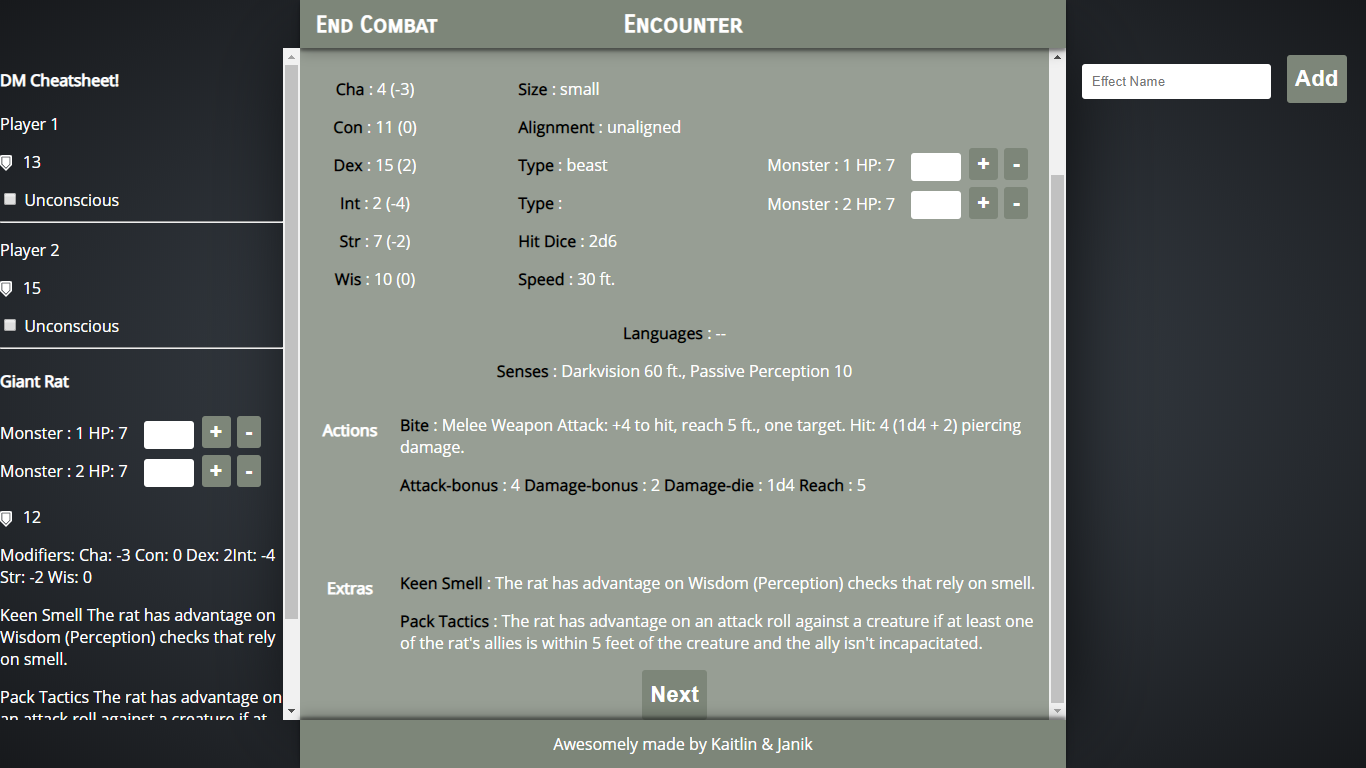 End Combat
Encounter
DM Cheatsheet!
Player 1
13
Unconscious
Player 2
15
Unconscious
Giant Rat
Monster : 1 HP: 7 + -
Monster : 2 HP: 7 + -
12
Modifiers: Cha: -3 Con: 0 Dex: 2Int: -4
Str: -2 Wis: 0
Keen Smell The rat has advantage on
Wisdom (Perception) checks that rely
on smell.
Pack Tactics The rat has advantage on
an attack roll against a creature if at
Cha : 4 (-3)
Con : 11 (0)
Dex : 15 (2)
Int : 2 (-4)
Str : 7 (-2)
Wis : 10 (0)
Size : small
Alignment : unaligned
Type : beast
Type :
Hit Dice : 2d6
Speed : 30 ft.
Monster : 1 HP: 7 + -
Monster : 2 HP: 7 + -
Languages : --
Senses : Darkvision 60 ft., Passive Perception 10
Actions
Bite : Melee Weapon Attack: +4 to hit, reach 5 ft., one target. Hit: 4 (1d4 + 2) piercing
damage.
Attack-bonus : 4 Damage-bonus : 2 Damage-die : 1d4 Reach : 5
Extras
Keen Smell : The rat has advantage on Wisdom (Perception) checks that rely on smell.
Pack Tactics : The rat has advantage on an attack roll against a creature if at least one
of the rat's allies is within 5 feet of the creature and the ally isn't incapacitated.
Next
Awesomely made by Kaitlin & Janik
Effect Name
Add